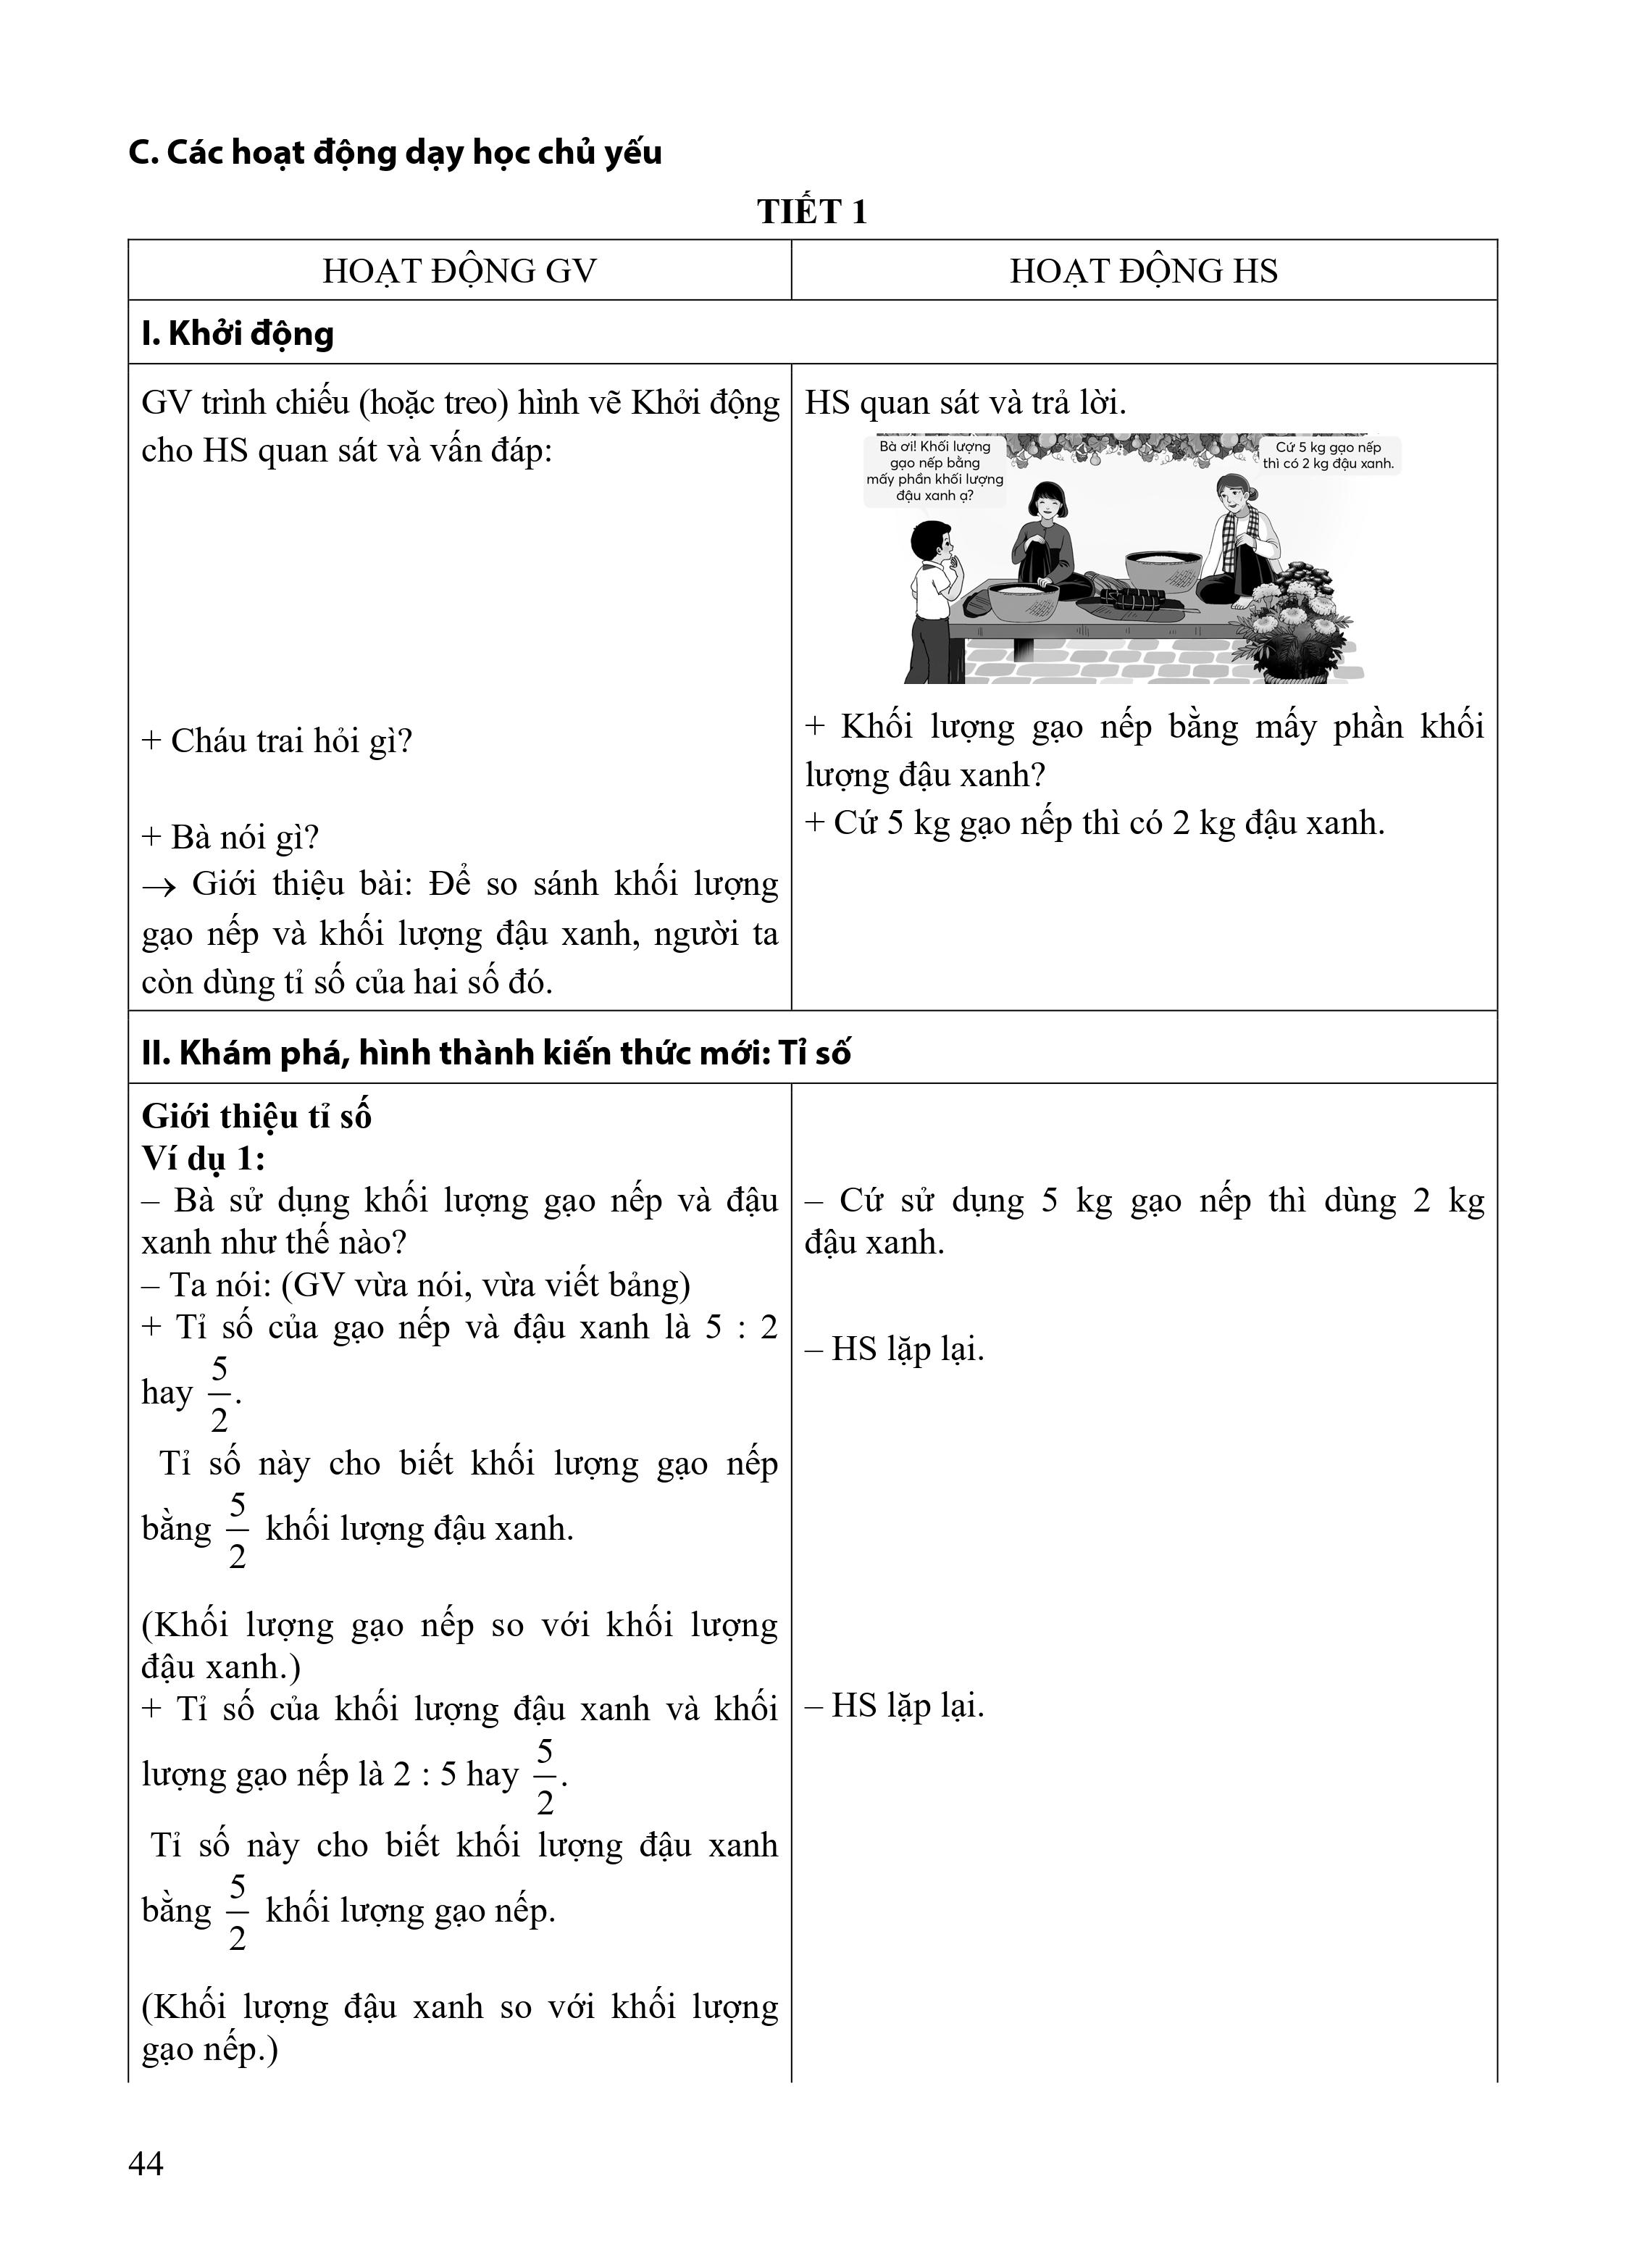 C. Các hoạt động dạy học chủ yếu
TIẾT 1
HOẠT ĐỘNG GV
HOẠT ĐỘNG HS
I. Khởi động
GV trình chiếu (hoặc treo) hình vẽ Khởi động
cho HS quan sát và vấn đáp:
+ Cháu trai hỏi gì?
+ Bà nói gì?
→ Giới thiệu bài: Để so sánh khối lượng
gạo nếp và khối lượng đậu xanh, người ta
còn dùng tỉ số của hai số đó.
HS quan sát và trả lời.
Bà ơi! Khối lượng
gạo nếp bằng
mấy phần khối lượng
đậu xanh ạ?
Cứ 5 kg gạo nếp
thì có 2 kg đậu xanh.
+ Khối lượng gạo nếp bằng mấy phần khối
lượng đậu xanh?
+ Cứ 5 kg gạo nếp thì có 2 kg đậu xanh.
II. Khám phá, hình thành kiến thức mới: Tỉ số
Giới thiệu tỉ số
Ví dụ 1:
– Bà sử dụng khối lượng gạo nếp và đậu
xanh như thế nào?
– Ta nói: (GV vừa nói, vừa viết bảng)
+ Tỉ số của gạo nếp và đậu xanh là 5 : 2
hay 5/2.
Tỉ số này cho biết khối lượng gạo nếp
bằng 5/2 khối lượng đậu xanh.
(Khối lượng gạo nếp so với khối lượng
đậu xanh.)
+ Tỉ số của khối lượng đậu xanh và khối
lượng gạo nếp là 2 : 5 hay 5/2.
Tỉ số này cho biết khối lượng đậu xanh
bằng 5/2 khối lượng gạo nếp.
(Khối lượng đậu xanh so với khối lượng
gạo nếp.)
– Cứ sử dụng 5 kg gạo nếp thì dùng 2 kg
đậu xanh.
– HS lặp lại.
– HS lặp lại.
44